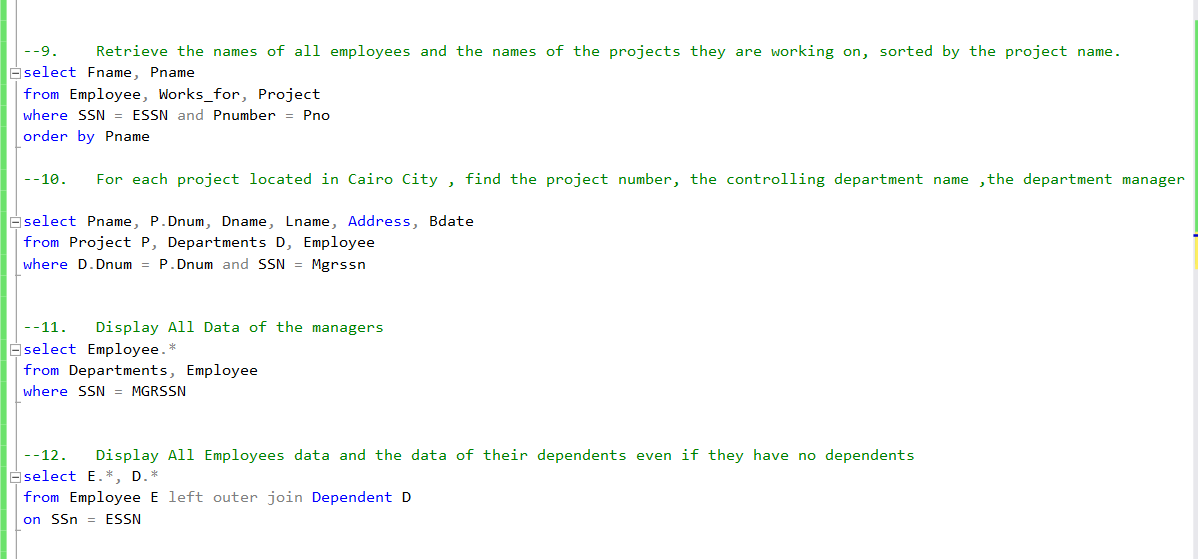 --9.    Retrieve the names of all employees and the names of the projects they are working on, sorted by the project name.
select Fname, Pname
from Employee, Works_for, Project
where SSN = ESSN and Pnumber = Pno
order by Pname
--10.   For each project located in Cairo City , find the project number, the controlling department name ,the department manager
select Pname, P.Dnum, Dname, Lname, Address, Bdate
from Project P, Departments D, Employee
where D.Dnum = P.Dnum and SSN = Mgrssn
--11.   Display All Data of the managers
select Employee.*
from Departments, Employee
where SSN = MGRSSN
--12.   Display All Employees data and the data of their dependents even if they have no dependents
select E.*, D.*
from Employee E left outer join Dependent D
on SSn = ESSN